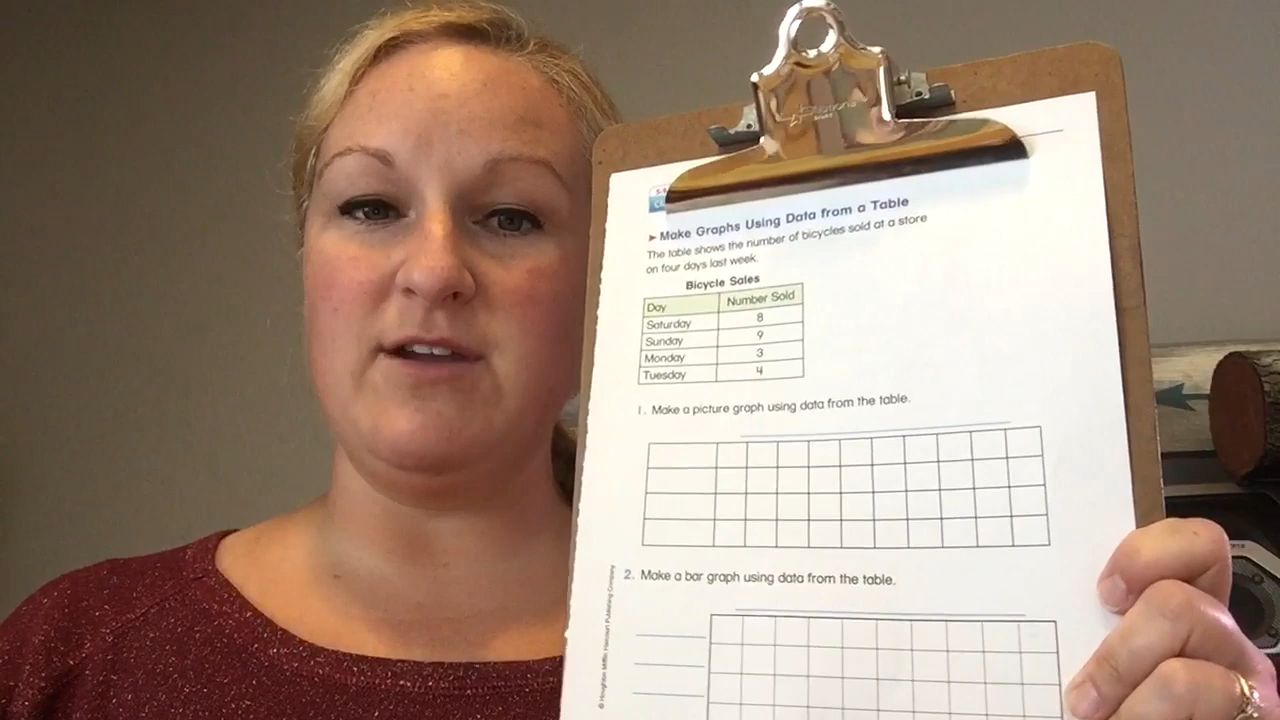 ➤ Make Graphs Using Data from a Table
The table shows the number of bicycles sold at a store
on four days last week.
Bicycle Sales
Day Number Sold
Saturday 8
Sunday 9
Monday 3
Tuesday 4
1. Make a picture graph using data from the table.
2. Make a bar graph using data from the table.
© Houghton Mifflin Harcourt Publishing Company